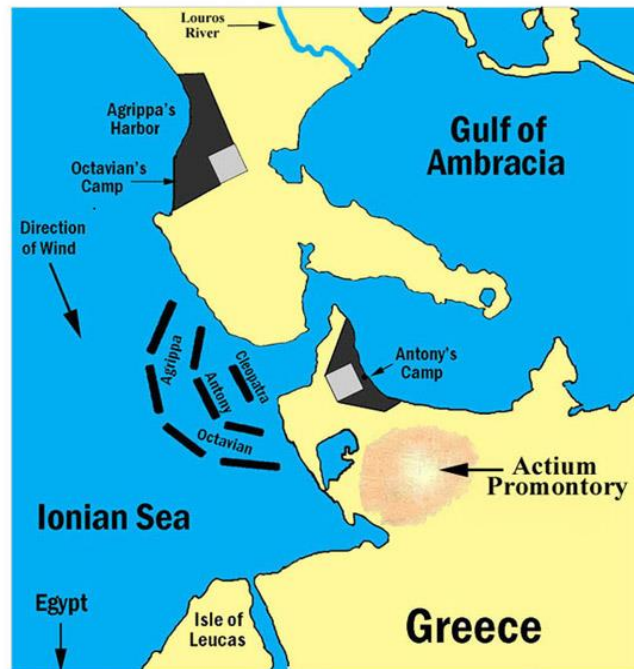 Louros
River
Agrippa's
Harbor
Gulf of
Ambracia
Octavian's
Camp
Direction
of Wind
Agrippa
Antony
Cleopatra
Octavian
Antony's
Camp
Actium
Promontory
Ionian Sea
Egypt
Isle of
Leucas
Greece